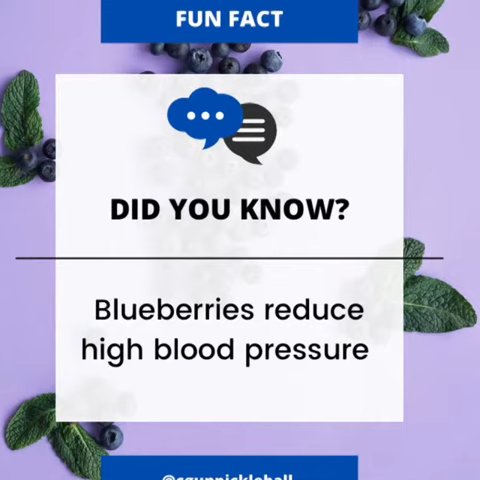 FUN FACT
DID YOU KNOW?
Blueberries reduce
high blood pressure